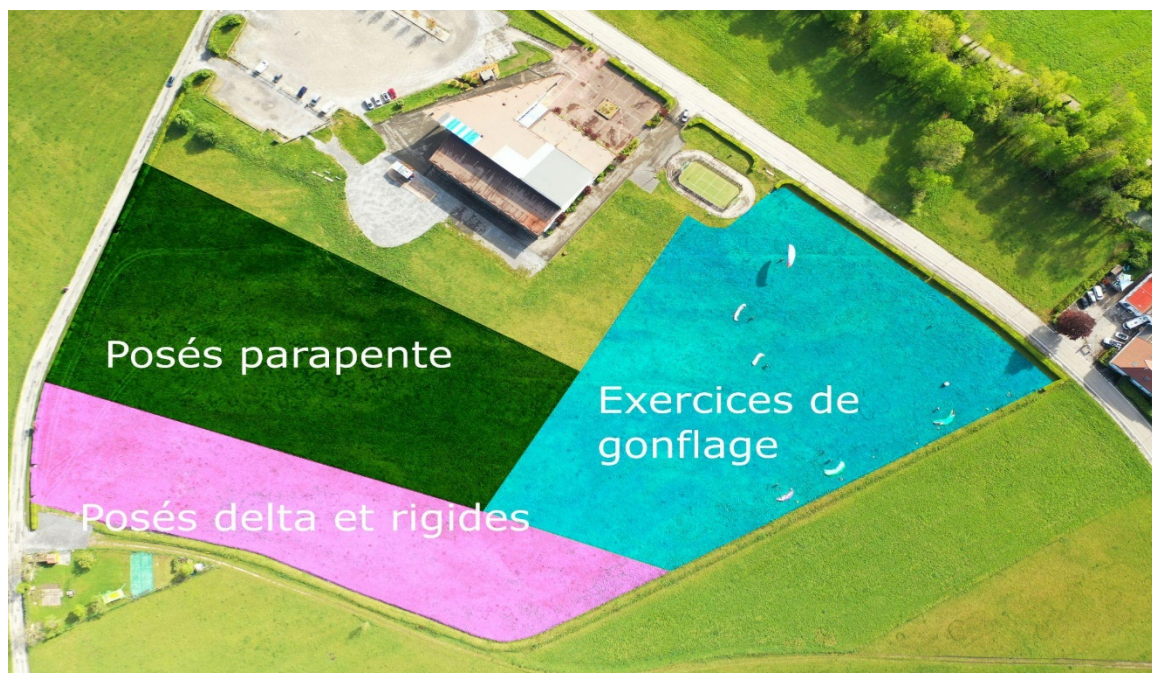 Posés parapente
Exercices de
gonflage
Posés delta et rigides